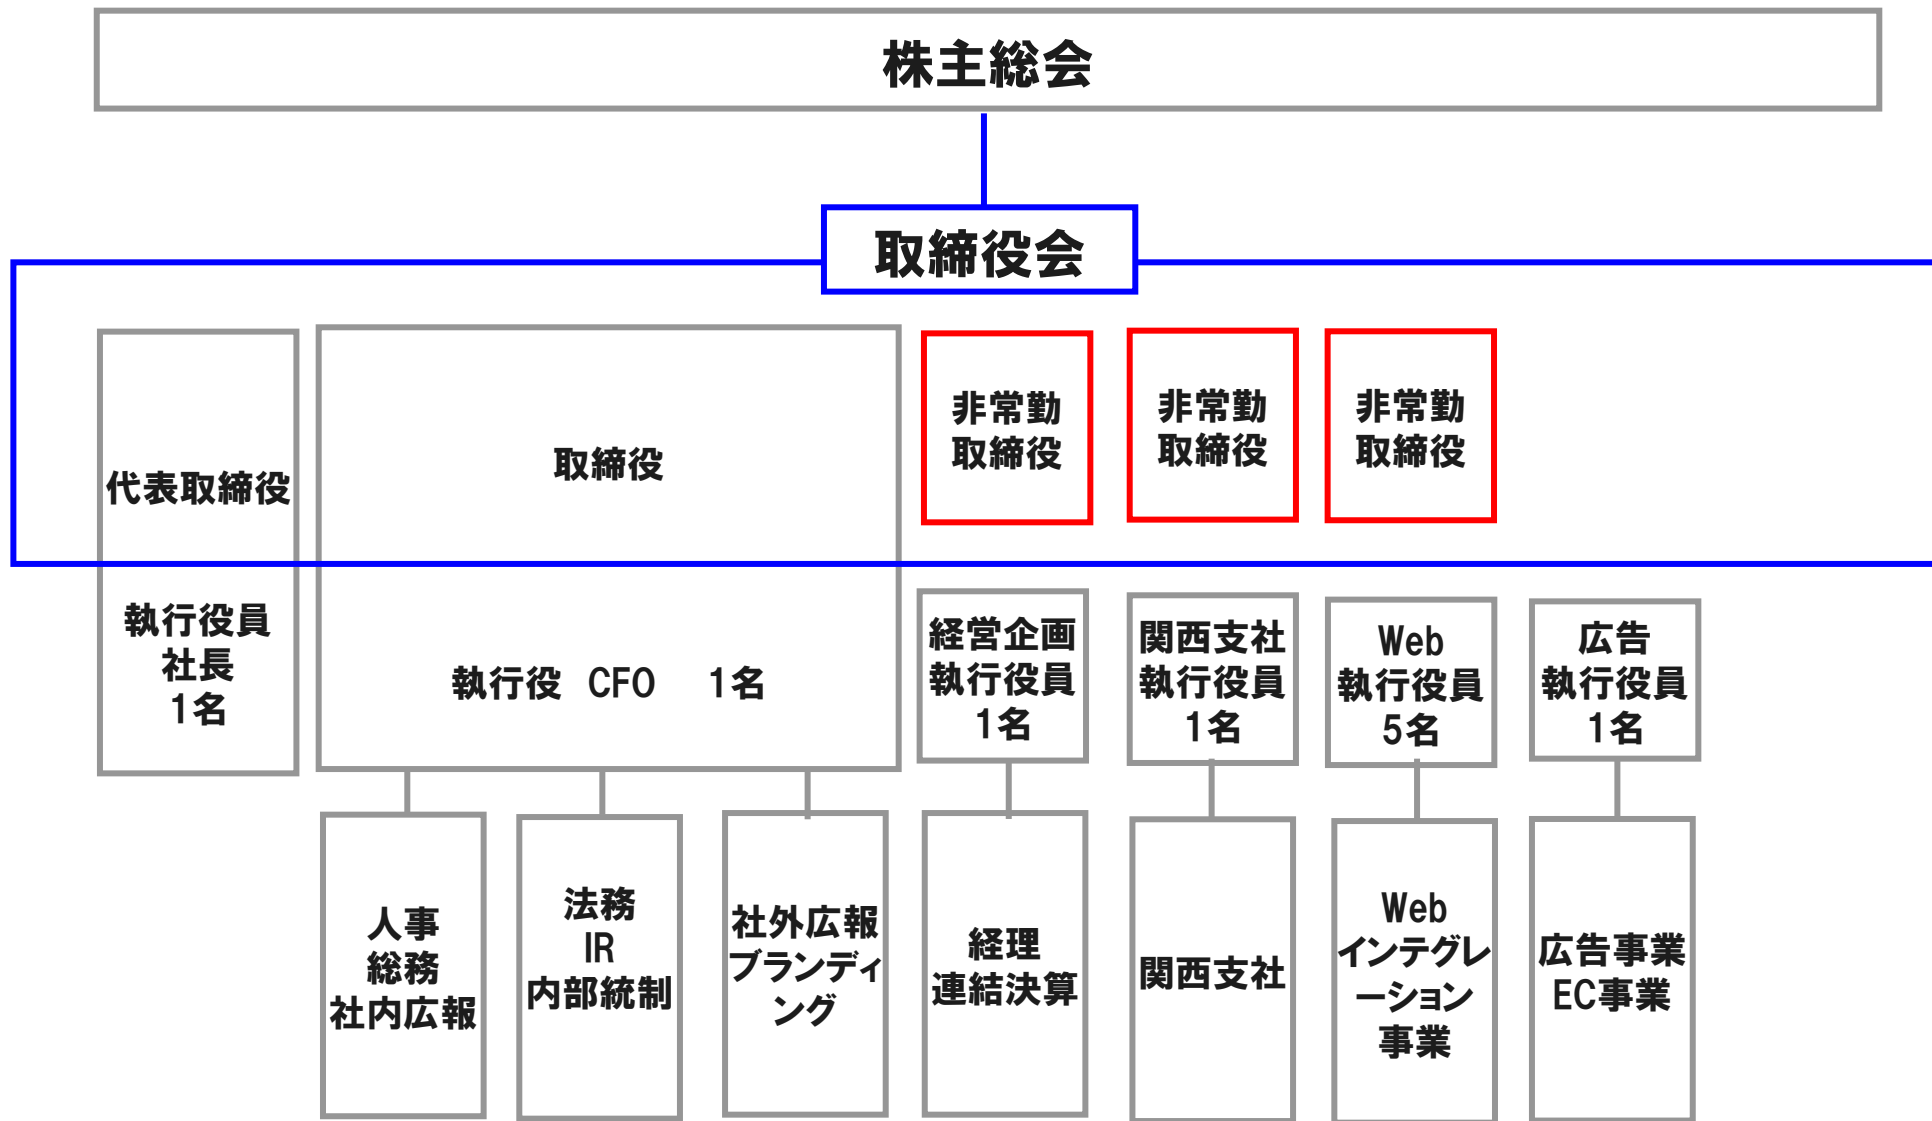 株主総会
取締役会
代表取締役
執行役員
社長
1名
取締役
執行役 CFO 1名
非常勤
取締役
非常勤
取締役
非常勤
取締役
経営企画
執行役員
1名
関西支社
執行役員
1名
Web
執行役員
5名
広告
執行役員
1名
人事
総務
社内広報
法務
IR
内部統制
社外広報
ブランディ
ング
経理
連結決算
関西支社
Web
インテグレ
ーション
事業
広告事業
EC事業